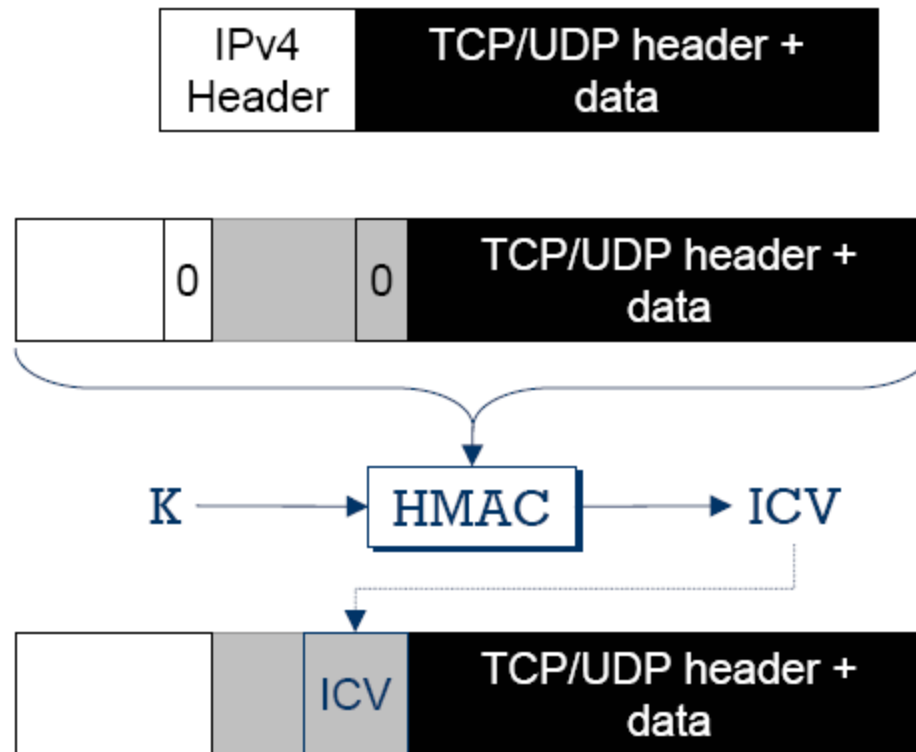 IPv4
Header
TCP/UDP header +
data
0
0
TCP/UDP header +
data
K
HMAC
ICV
ICV
TCP/UDP header +
data